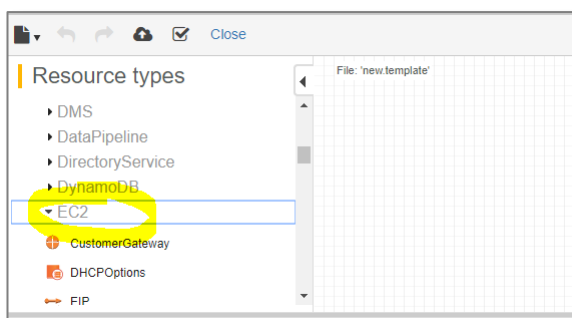 Close
Resource types
File: 'new.template'
DMS
DataPipeline
DirectoryService
DynamoDB
EC2
CustomerGateway
DHCPOptions
EIP